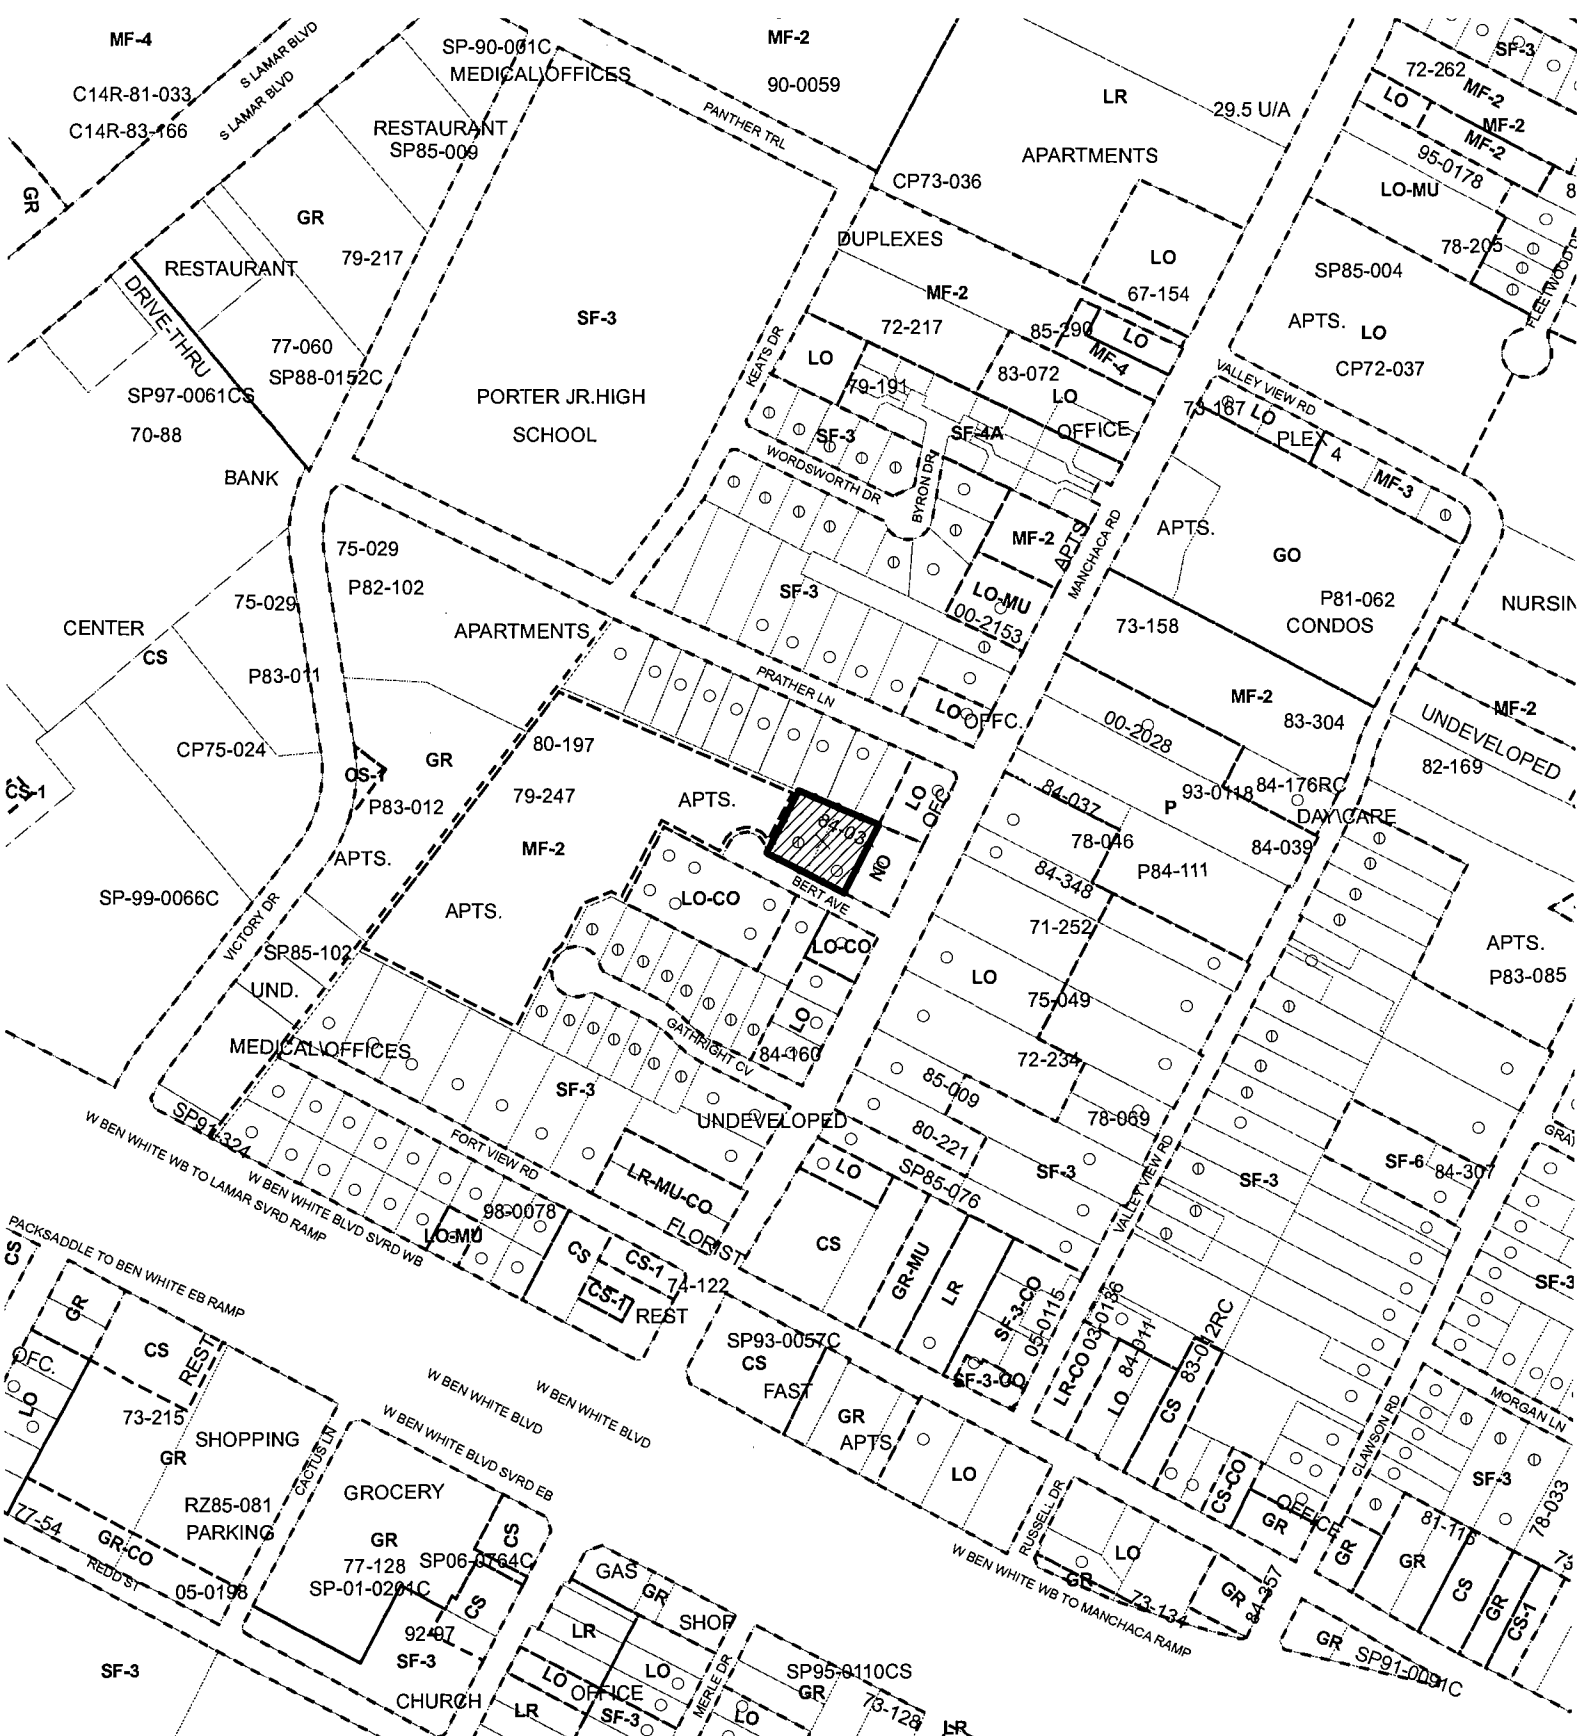 MF-4
C14R-81-033
C14R-83-166
S LAMAR BLVD
S LAMAR BLVD
SP-90-001C
MEDICAL\OFFICES
RESTAURANT
SP85-009
MF-2
90-0059
PANTHER TRL
LR
29.5 U/A
APARTMENTS
CP73-036
SF-3
72-262
MF-2
LO
MF-2
MF-2
95-0178
LO-MU
78-205
GR
GR
79-217
RESTAURANT
DRIVE-THRU
77-060
SP88-0152C
SP97-0061CS
70-88
BANK
SF-3
PORTER JR.HIGH
SCHOOL
DUPLEXES
MF-2
72-217
LO
67-154
85-290
LO
MF-4
SP85-004
APTS.
LO
CP72-037
KEATS DR
LO
79-191
83-072
LO
OFFICE
SF-3
SF-4A
WORDSWORTH DR
BYRON DR
VALLEY VIEW RD
LO
PLEX
4
MF-3
APTS.
GO
P81-062
CONDOS
NURSIN
MF-2
APTS
MANCHACA RD
LO-MU
00-2153
73-158
75-029
P82-102
75-029
CENTER
CS
APARTMENTS
P83-011
SF-3
PRATHER LN
LO
OFFC.
MF-2
83-304
MF-2
UNDEVELOPED
82-169
00-2028
CP75-024
CS-1
CS-1
GR
P83-012
80-197
79-247
APTS.
MF-2
84-037
P
93-0118
84-176RC
DAY\CARE
78-046
P84-111
84-039
LO
OFC
84-03
NO
BERT AVE
APTS.
APTS.
LO-CO
LO-CO
84-348
71-252
SP-99-0066C
VICTORY DR
SP85-102
UND.
APTS.
P83-085
LO
75-049
LO
84-160
GATHRIGHT CV
MEDICAL\OFFICES
72-234
85-009
SF-3
UNDEVELOPED
78-069
80-221
SP91-324
FORT VIEW RD
W BEN WHITE WB TO LAMAR SVRD RAMP
W BEN WHITE BLVD SVRD WB
LO
SP85-076
SF-3
VALLEY VIEW RD
SF-3
SF-6
84-307
LR-MU-CO
FLORIST
98-0078
LO-MU
CS
CS-1
CS-1
74-122
REST
CS
GR-MU
LR
SF-3-CO
05-0115
SF-3-CO
LR-CO
03-0136
LO
84-011
CS
83-012RC
SF-3
PACKSADDLE TO BEN WHITE EB RAMP
CS
GR
CS
REST
OFC.
LO
73-215
SHOPPING
GR
RZ85-081
PARKING
CACTUS LN
W BEN WHITE BLVD
W BEN WHITE BLVD
W BEN WHITE BLVD SVRD EB
SP93-0057C
CS
FAST
GR
APTS
LO
RUSSELL DR
CLAWSON RD
MORGAN LN
SF-3
78-033
CS-CO
OFFICE
GR
GR
81-116
GR
CS
GR
CS-1
77-54
GR-CO
REDD ST
05-0198
GROCERY
GR
77-128
SP-01-0201C
CS
SP06-0764C
CS
92-97
SF-3
CHURCH
SF-3
GAS
GR
SHOP
LR
LO
OFFICE
LO
LR
SF-3
MERLE DR
LO
SP95-0110CS
GR
73-128
LR
LO
GR
73-134
GR
84-357
W BEN WHITE WB TO MANCHACA RAMP
GR
SP91-0091C